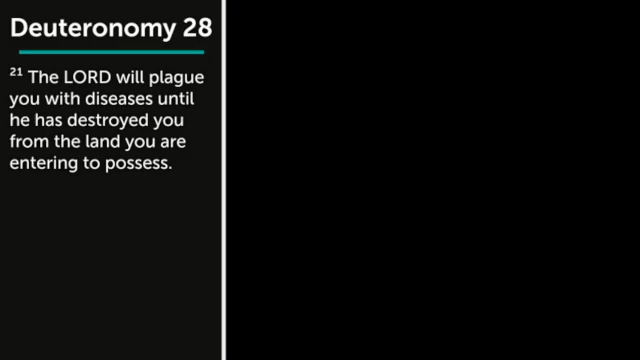 Deuteronomy 28
21 The LORD will plague
you with diseases until
he has destroyed you
from the land you are
entering to possess.